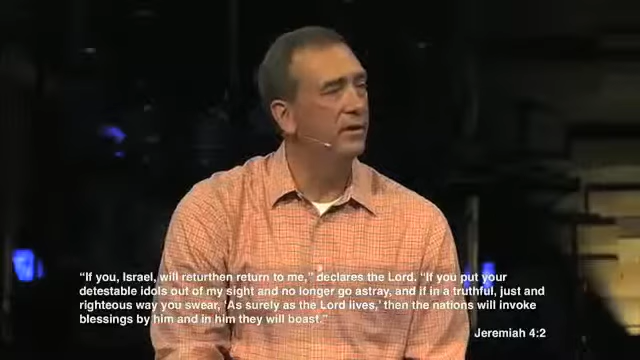 “If you, Israel, will returthen return to me,” declares the Lord. “If you put your
detestable idols out of my sight and no longer go astray, and if in a truthful, just and
righteous way you swear, ‘As surely as the Lord lives,’ then the nations will invoke
blessings by him and in him they will boast.”
Jeremiah 4:2